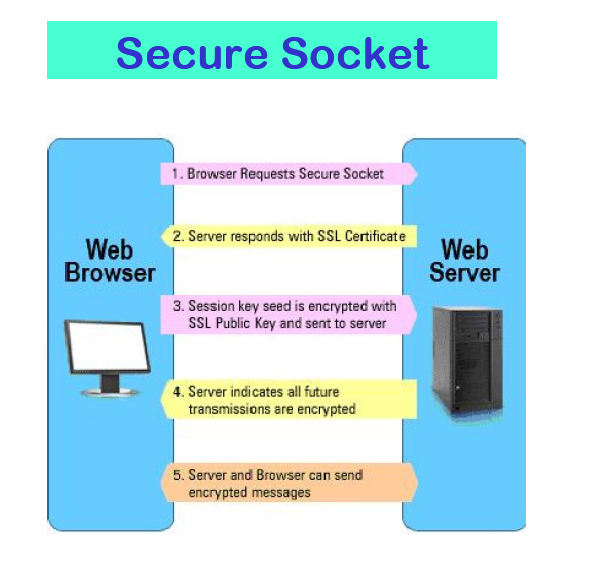 Secure Socket
1. Browser Requests Secure Socket
2. Server responds with SSL Certificate
Web
Browser
Web
Server
3. Session key seed is encrypted with
SSL Public Key and sent to server
4. Server indicates all future
transmissions are encrypted
5. Server and Browser can send
encrypted messages